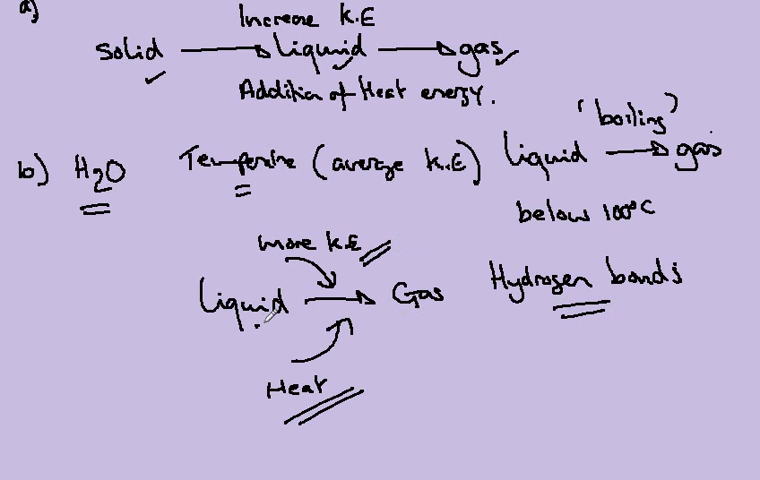 a)
Increase K.E
Solid → Liquid → gas
Addition of Heat energy.
b) H2O
Temperine (average K.E)
liquid → gas
'boiling'
below 100°C
more K.E
Liquid → Gas
Heat
Hydrogen bonds